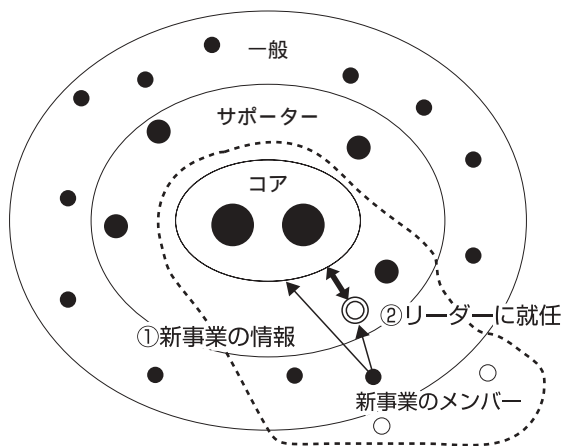 一般
サポーター
コア
②リーダーに就任
①新事業の情報
新事業のメンバー